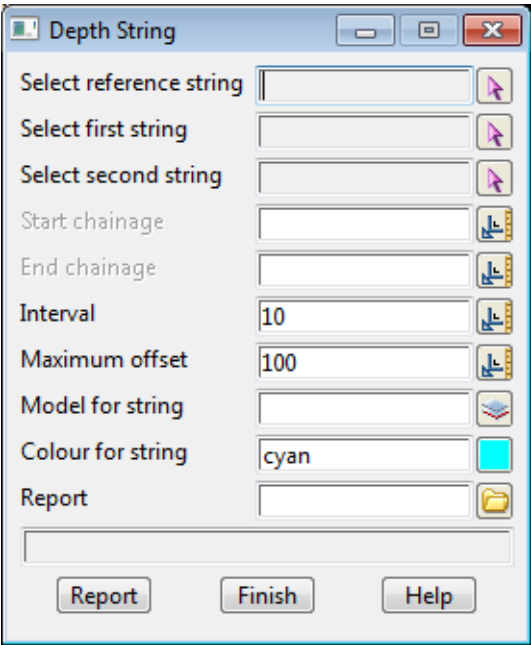 Depth String
Select reference string
Select first string
Select second string
Start chainage
End chainage
Interval 10
Maximum offset 100
Model for string
Colour for string cyan
Report
Report Finish Help